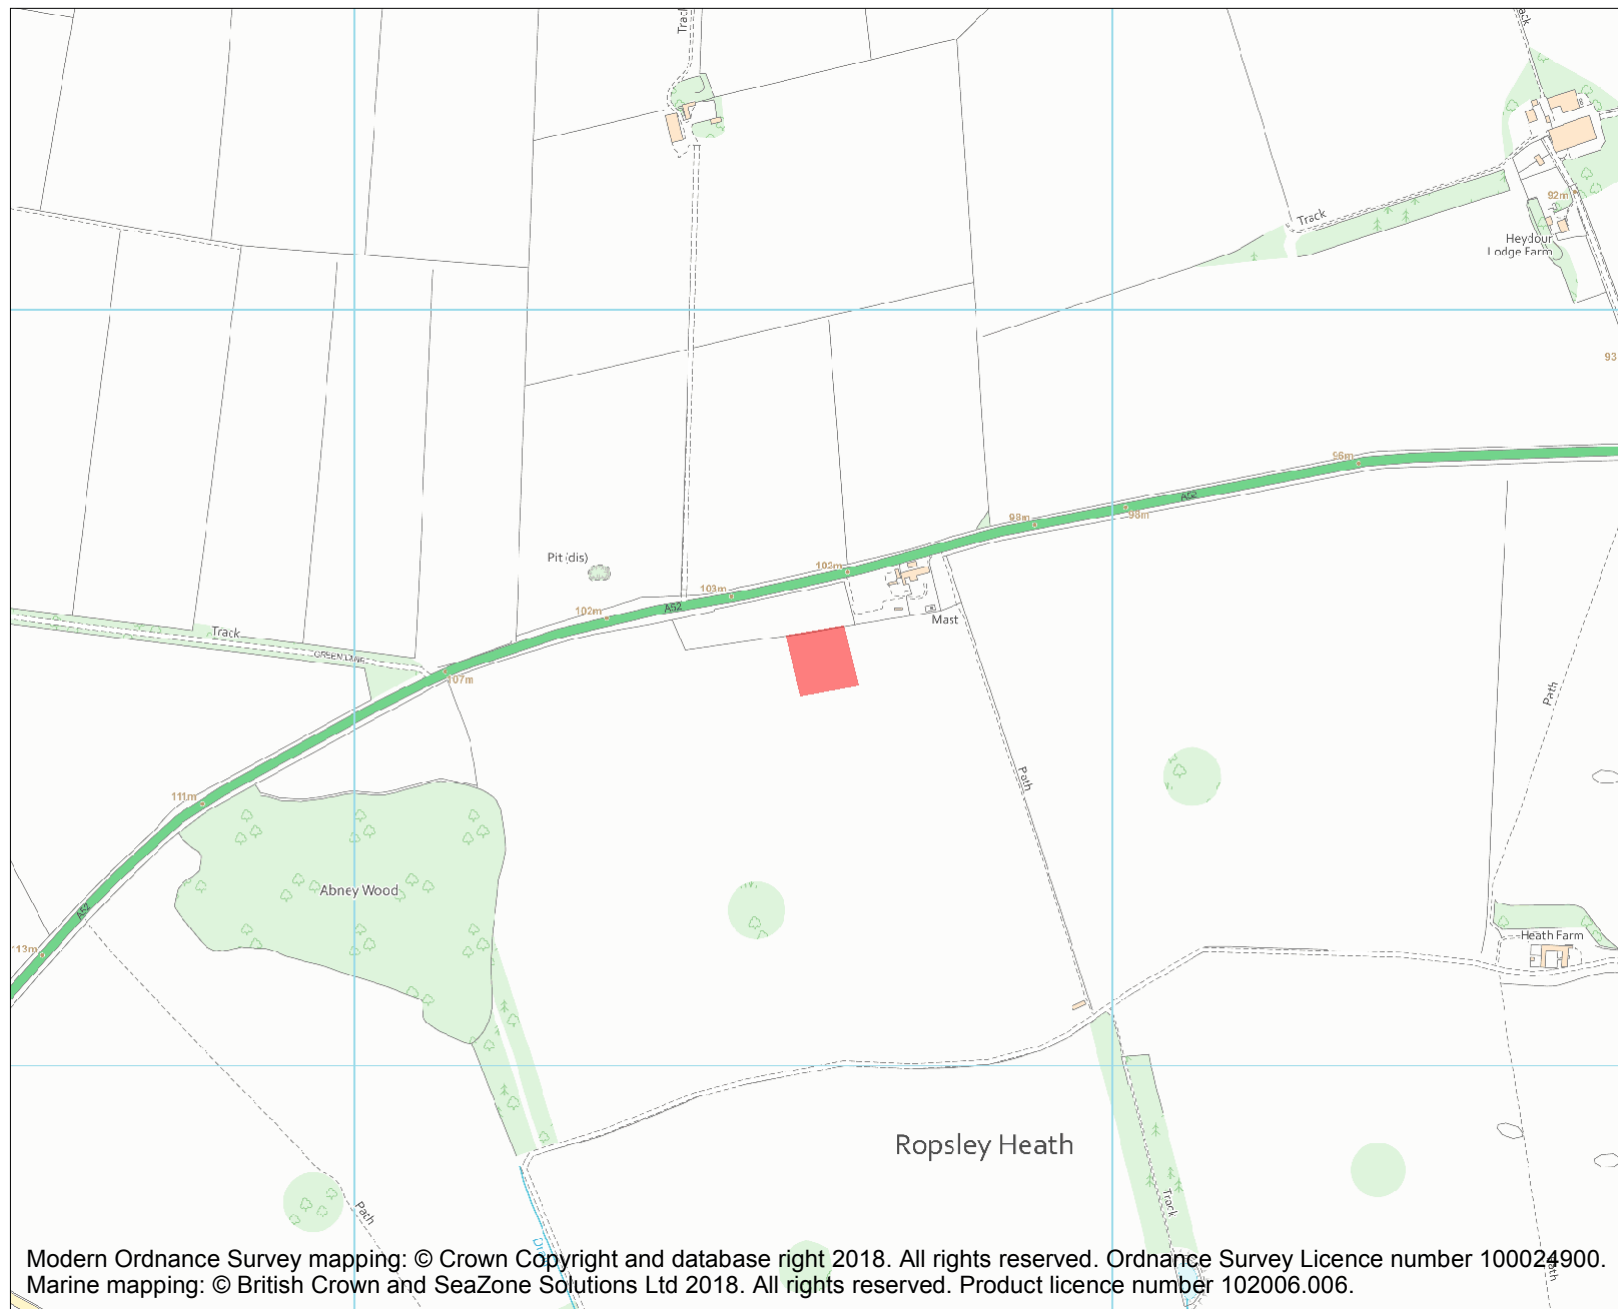 Track
92m
Track
Heydour
Lodge Farm
93
96m
A52
98m
98m
Pit (dis)
102m
103m
A52
102m
Mast
Track
GREEN LANE
107m
Path
Path
111m
Abney Wood
A52
113m
Heath Farm
Ropsley Heath
Track
Path
Path
Modern Ordnance Survey mapping: © Crown Copyright and database right 2018. All rights reserved. Ordnance Survey Licence number 100024900.
Marine mapping: © British Crown and SeaZone Solutions Ltd 2018. All rights reserved. Product licence number 102006.006.